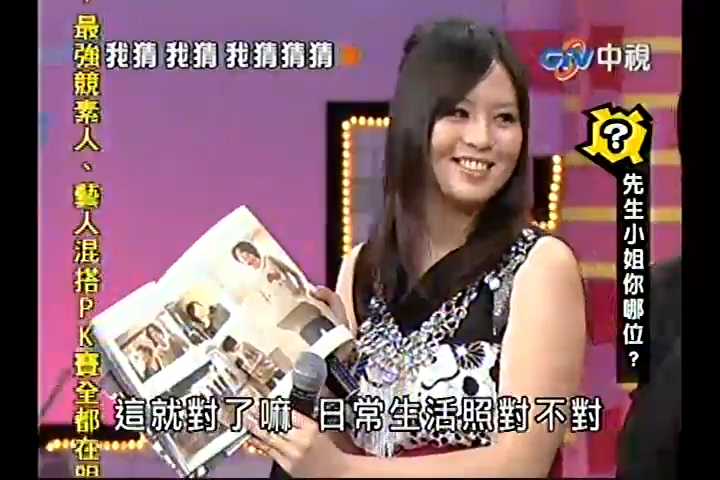 最強競素人、藝人混搭PK賽全都在明
我猜 我猜 我猜猜猜
CTV中視
?
先生小姐你哪位?
這就對了嘛 日常生活照對不對